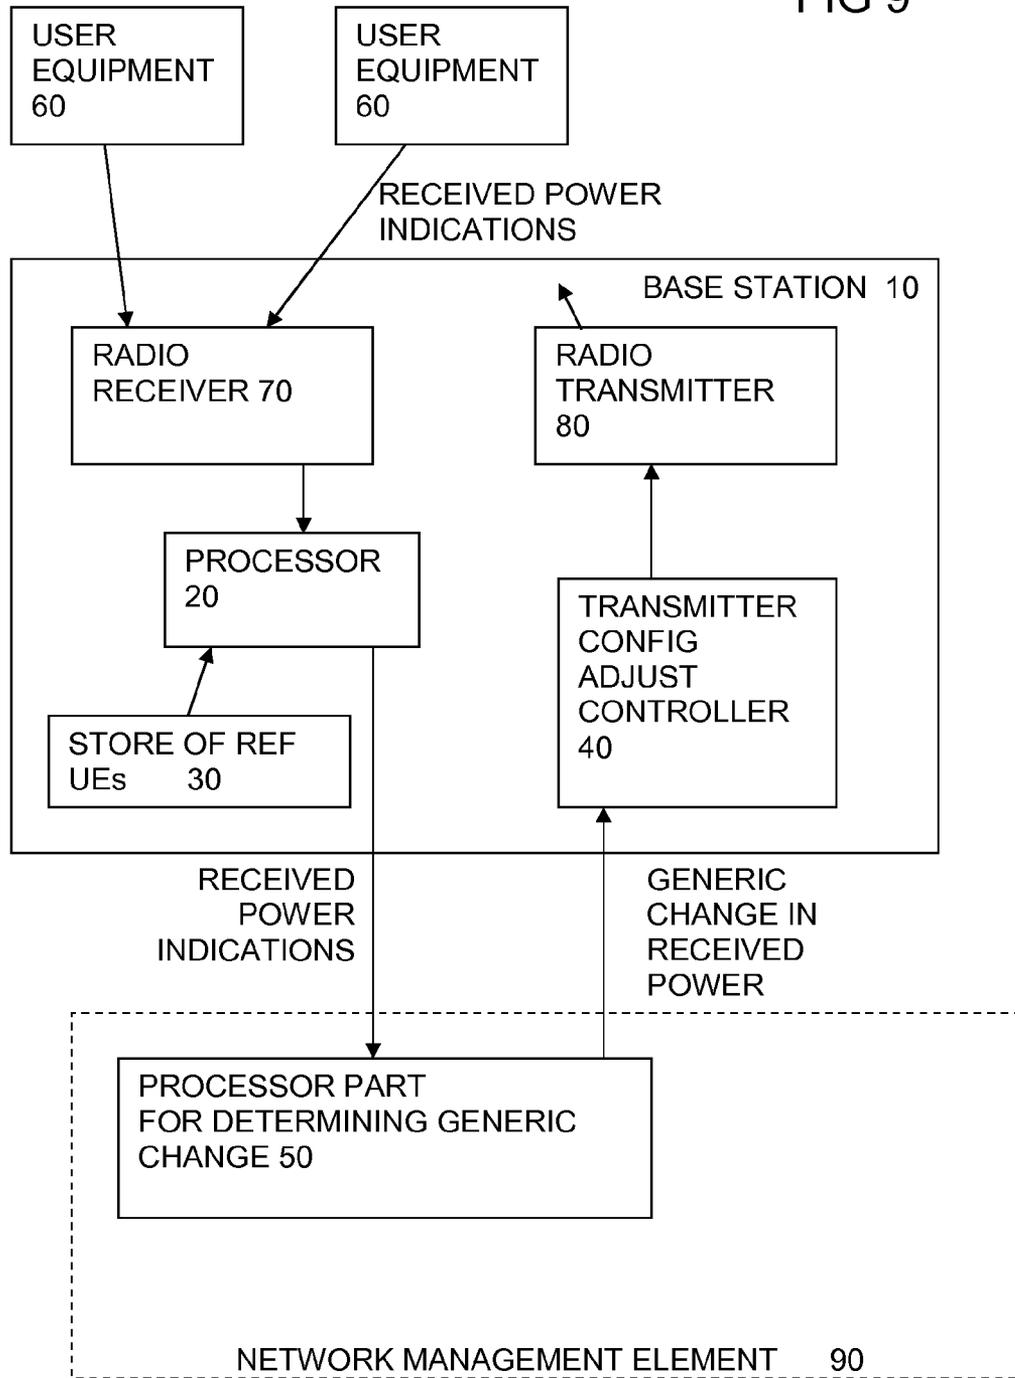 FIG 9
USER
EQUIPMENT
60
USER
EQUIPMENT
60
RECEIVED POWER
INDICATIONS
BASE STATION 10
RADIO
RECEIVER 70
RADIO
TRANSMITTER
80
PROCESSOR
20
TRANSMITTER
CONFIG
ADJUST
CONTROLLER
40
STORE OF REF
UEs 30
RECEIVED
POWER
INDICATIONS
GENERIC
CHANGE IN
RECEIVED
POWER
PROCESSOR PART
FOR DETERMINING GENERIC
CHANGE 50
NETWORK MANAGEMENT ELEMENT 90